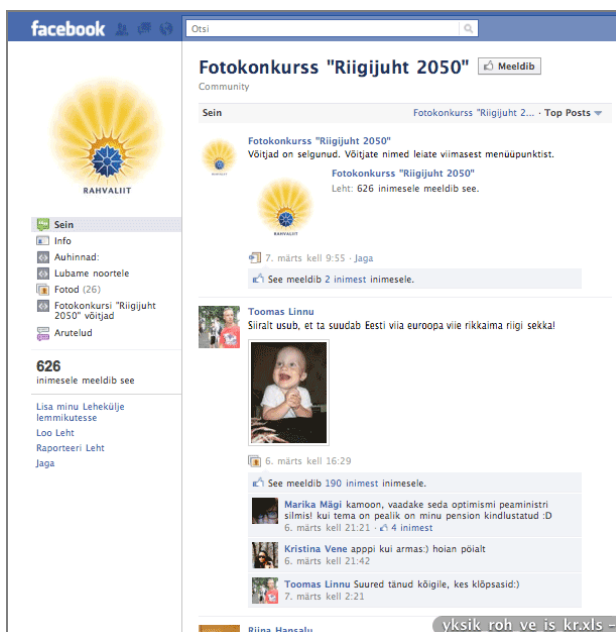 facebook
Otsi
Fotokonkurss "Riigijuht 2050"
Meeldib
Community
Sein
Fotokonkurss "Riigijuht 2... · Top Posts
RAHVALIIT
Sein
Info
Auhinnad:
Lubame noortele
Fotod (26)
Fotokonkursi "Riigijuht
2050" võitjad
Arutelud
626
inimesele meeldib see
Lisa minu Lehekülje
lemmikutesse
Loo Leht
Raporteeri Leht
Jaga
Fotokonkurss "Riigijuht 2050"
Võitjad on selgunud. Võitjate nimed leiate viimasest menüüpunktist.
Fotokonkurss "Riigijuht 2050"
Leht: 626 inimesele meeldib see.
7. märts kell 9:55 · Jaga
See meeldib 2 inimest inimesele.
Toomas Linnu
Siiralt usub, et ta suudab Eesti viia euroopa viie rikkaima riigi sekka!
6. märts kell 16:29
See meeldib 190 inimest inimesele.
Marika Mägi kamoon, vaadake seda optimismi peaministri
silmis! kui tema on pealik on minu pension kindlustatud :D
6. märts kell 21:21 · 4 inimest
Kristina Vene apppi kui armas:) hoian pöialt
6. märts kell 21:42
Toomas Linnu Suured tänud kõigile, kes klõpsasid:)
7. märts kell 2:21
Riina Hansalu